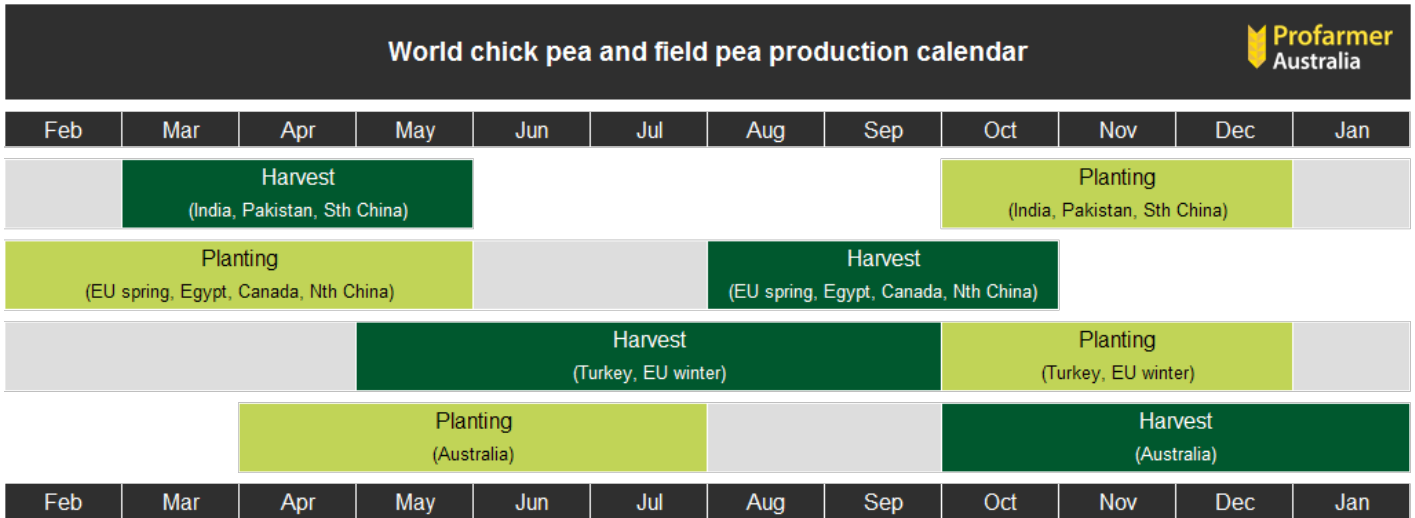 World chick pea and field pea production calendar
Profarmer
Australia
Feb Mar Apr May Jun Jul Aug Sep Oct Nov Dec Jan
Harvest
(India, Pakistan, Sth China)
Planting
(India, Pakistan, Sth China)
Planting
(EU spring, Egypt, Canada, Nth China)
Harvest
(EU spring, Egypt, Canada, Nth China)
Harvest
(Turkey, EU winter)
Planting
(Turkey, EU winter)
Planting
(Australia)
Harvest
(Australia)
Feb Mar Apr May Jun Jul Aug Sep Oct Nov Dec Jan